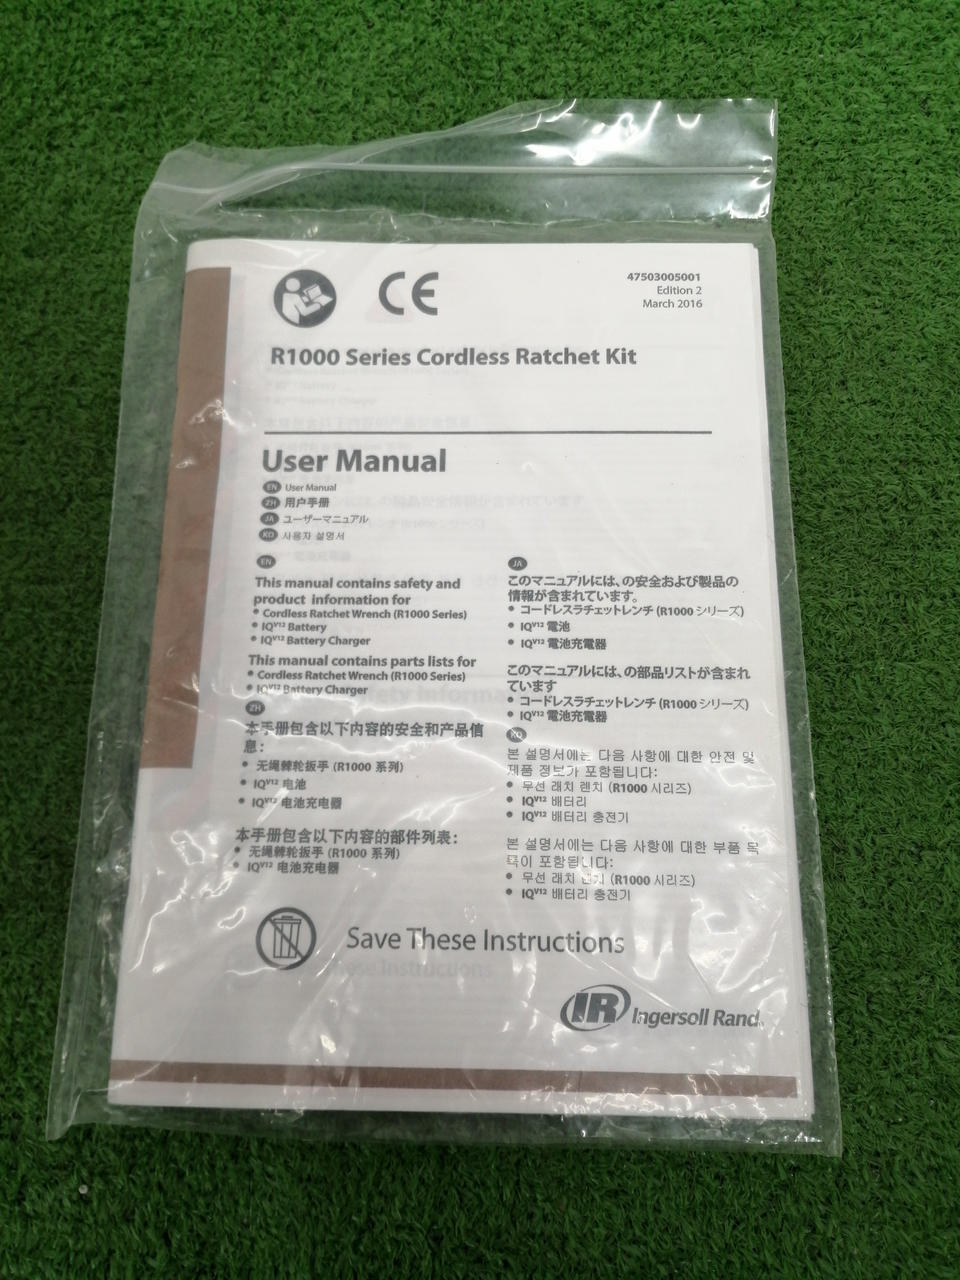 CE
47503005001
Edition 2
March 2016
R1000 Series Cordless Ratchet Kit
User Manual
EN User Manual
ZH 用户手册
JA ユーザーマニュアル
KO 사용자 설명서
EN
This manual contains safety and
product information for
• Cordless Ratchet Wrench (R1000 Series)
• IQV12 Battery
• IQV12 Battery Charger
This manual contains parts lists for
• Cordless Ratchet Wrench (R1000 Series)
• IQV12 Battery Charger
ZH
本手册包含以下内容的安全和产品信
息：
• 无绳棘轮扳手 (R1000 系列)
• IQV12 电池
• IQV12 电池充电器
本手册包含以下内容的部件列表：
• 无绳棘轮扳手 (R1000 系列)
• IQV12 电池充电器
JA
このマニュアルには、の安全および製品の
情報が含まれています。
• コードレスラチェットレンチ (R1000 シリーズ)
• IQV12 電池
• IQV12 電池充電器
このマニュアルには、の部品リストが含まれ
ています
• コードレスラチェットレンチ (R1000 シリーズ)
• IQV12 電池充電器
KO
본 설명서에는 다음 사항에 대한 안전 및
제품 정보가 포함됩니다:
• 무선 래치 렌치 (R1000 시리즈)
• IQV12 배터리
• IQV12 배터리 충전기
본 설명서에는 다음 사항에 대한 부품 목
록이 포함됩니다:
• 무선 래치 렌치 (R1000 시리즈)
• IQV12 배터리 충전기
Save These Instructions
IR Ingersoll Rand